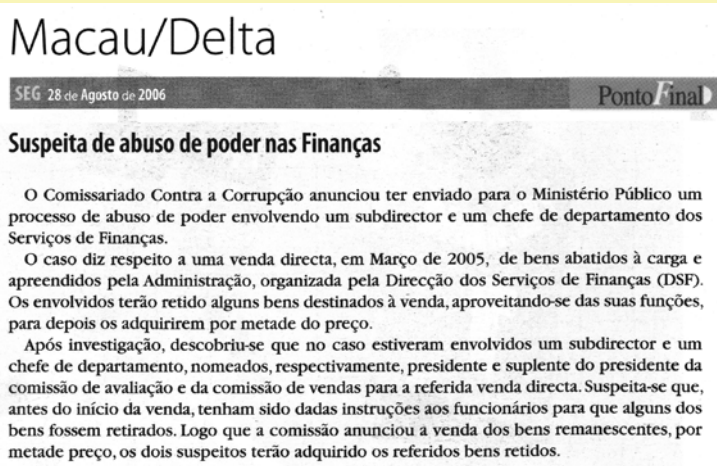 Macau/Delta
SEG 28 de Agosto de 2006
PontoFinal
Suspeita de abuso de poder nas Finanças
O Comissariado Contra a Corrupção anunciou ter enviado para o Ministério Público um
processo de abuso de poder envolvendo um subdirector e um chefe de departamento dos
Serviços de Finanças.
O caso diz respeito a uma venda directa, em Março de 2005, de bens abatidos à carga e
apreendidos pela Administração, organizada pela Direcção dos Serviços de Finanças (DSF).
Os envolvidos terão retido alguns bens destinados à venda, aproveitando-se das suas funções,
para depois os adquirirem por metade do preço.
Após investigação, descobriu-se que no caso estiveram envolvidos um subdirector e um
chefe de departamento, nomeados, respectivamente, presidente e suplente do presidente da
comissão de avaliação e da comissão de vendas para a referida venda directa. Suspeita-se que,
antes do início da venda, tenham sido dadas instruções aos funcionários para que alguns dos
bens fossem retirados. Logo que a comissão anunciou a venda dos bens remanescentes, por
metade preço, os dois suspeitos terão adquirido os referidos bens retidos.